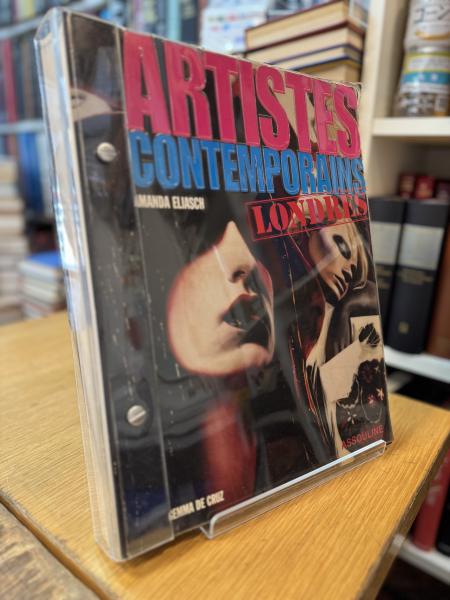 ARTISTES
CONTEMPORAINS
AMANDA ELIASCH
LONDRES
ASSOULINE
GEMMA DE CRUZ